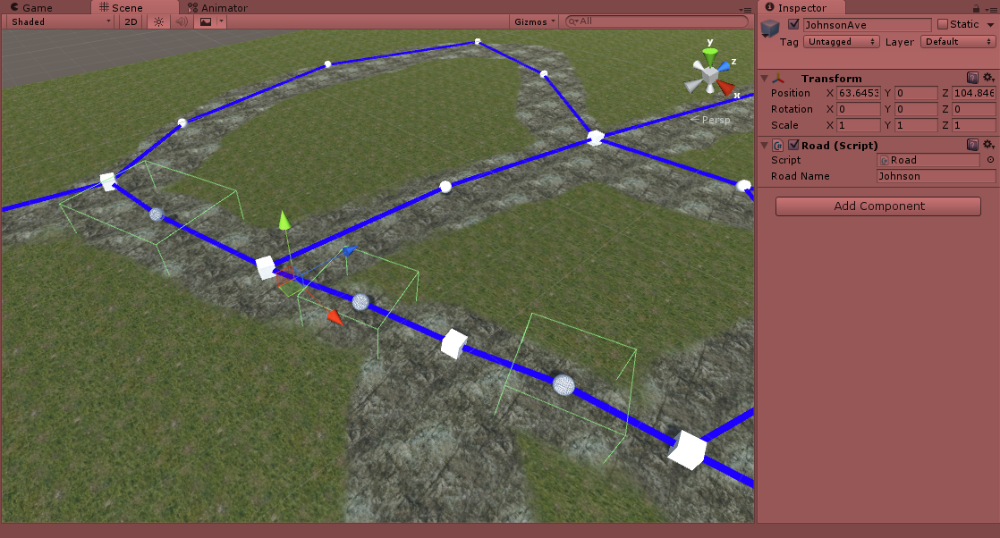 Game
Scene
Animator
Shaded
2D
Gizmos
All
y
z
x
Persp
Inspector
JohnsonAve
Static
Tag
Untagged
Layer
Default
Transform
Position X 63.6453 Y 0 Z 104.846
Rotation X 0 Y 0 Z 0
Scale X 1 Y 1 Z 1
Road (Script)
Script Road
Road Name Johnson
Add Component